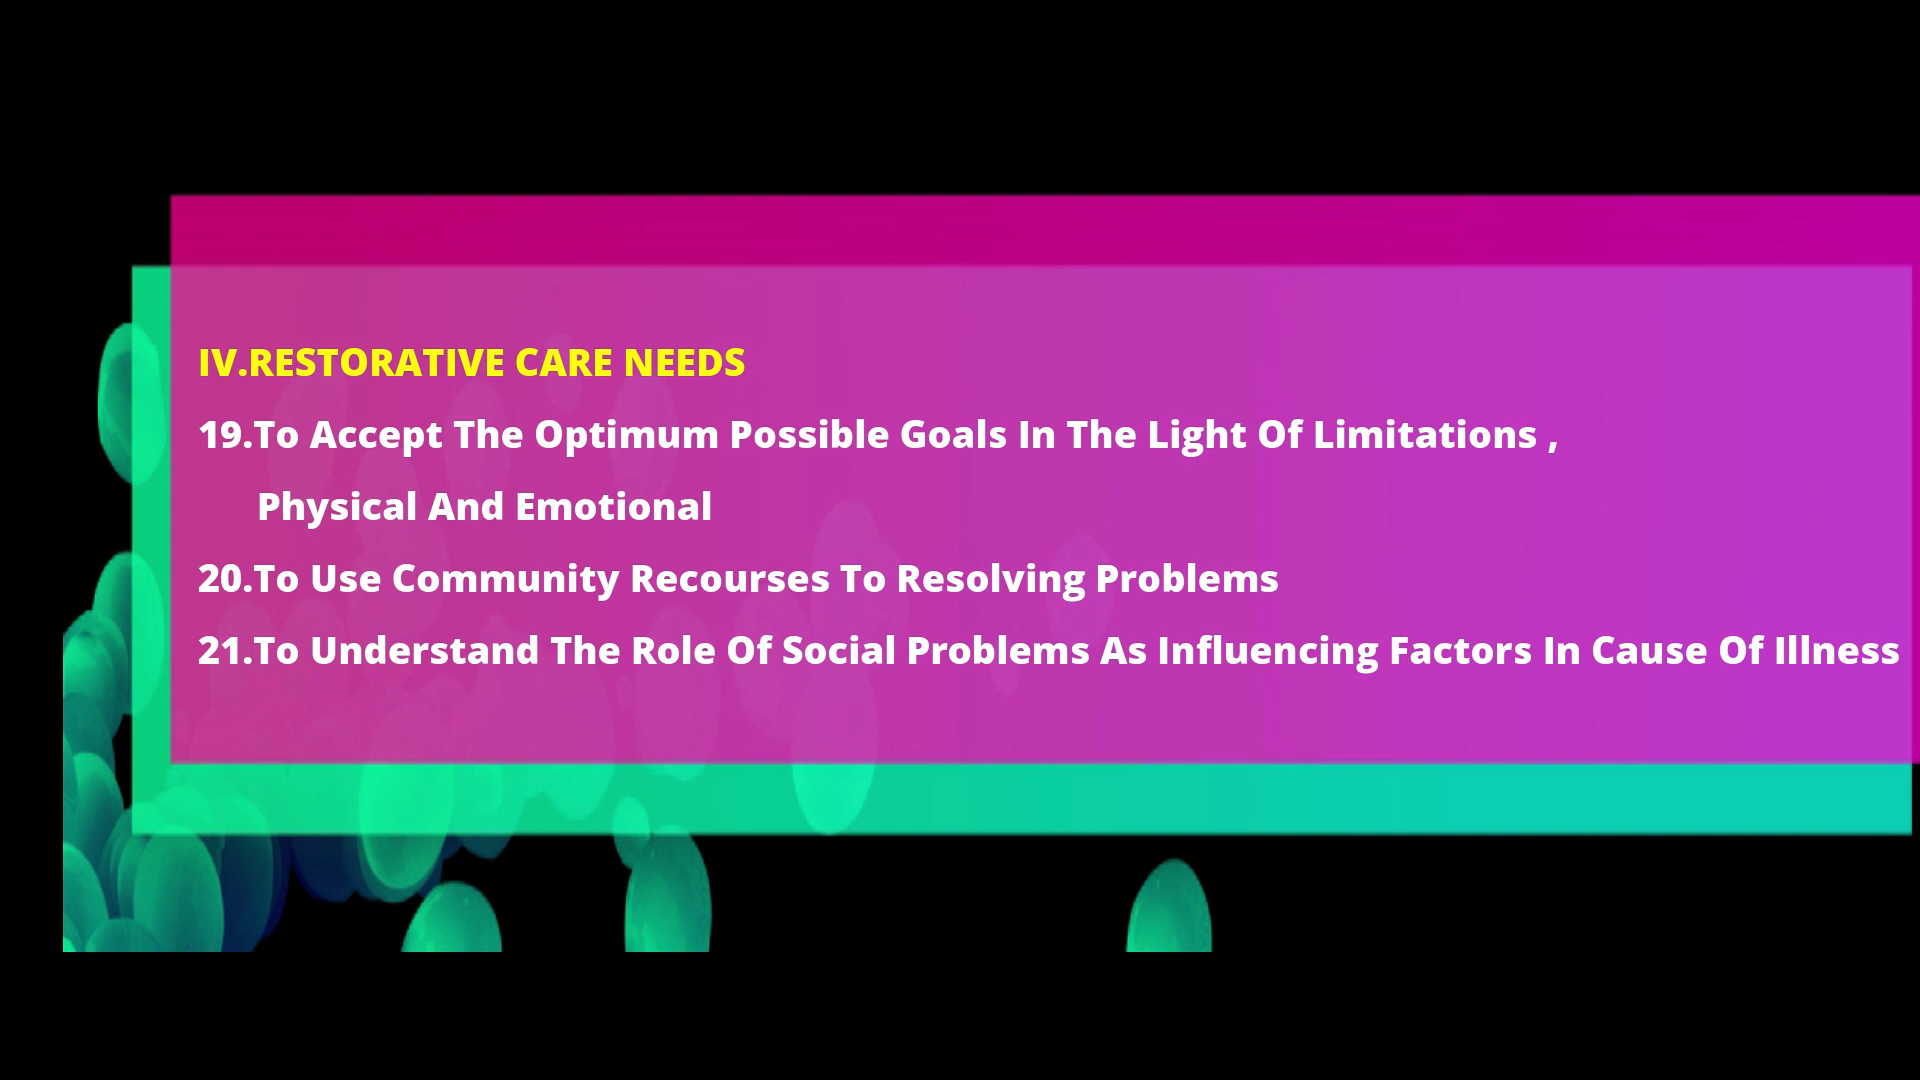 IV.RESTORATIVE CARE NEEDS
19.To Accept The Optimum Possible Goals In The Light Of Limitations ,
Physical And Emotional
20.To Use Community Recourses To Resolving Problems
21.To Understand The Role Of Social Problems As Influencing Factors In Cause Of Illness